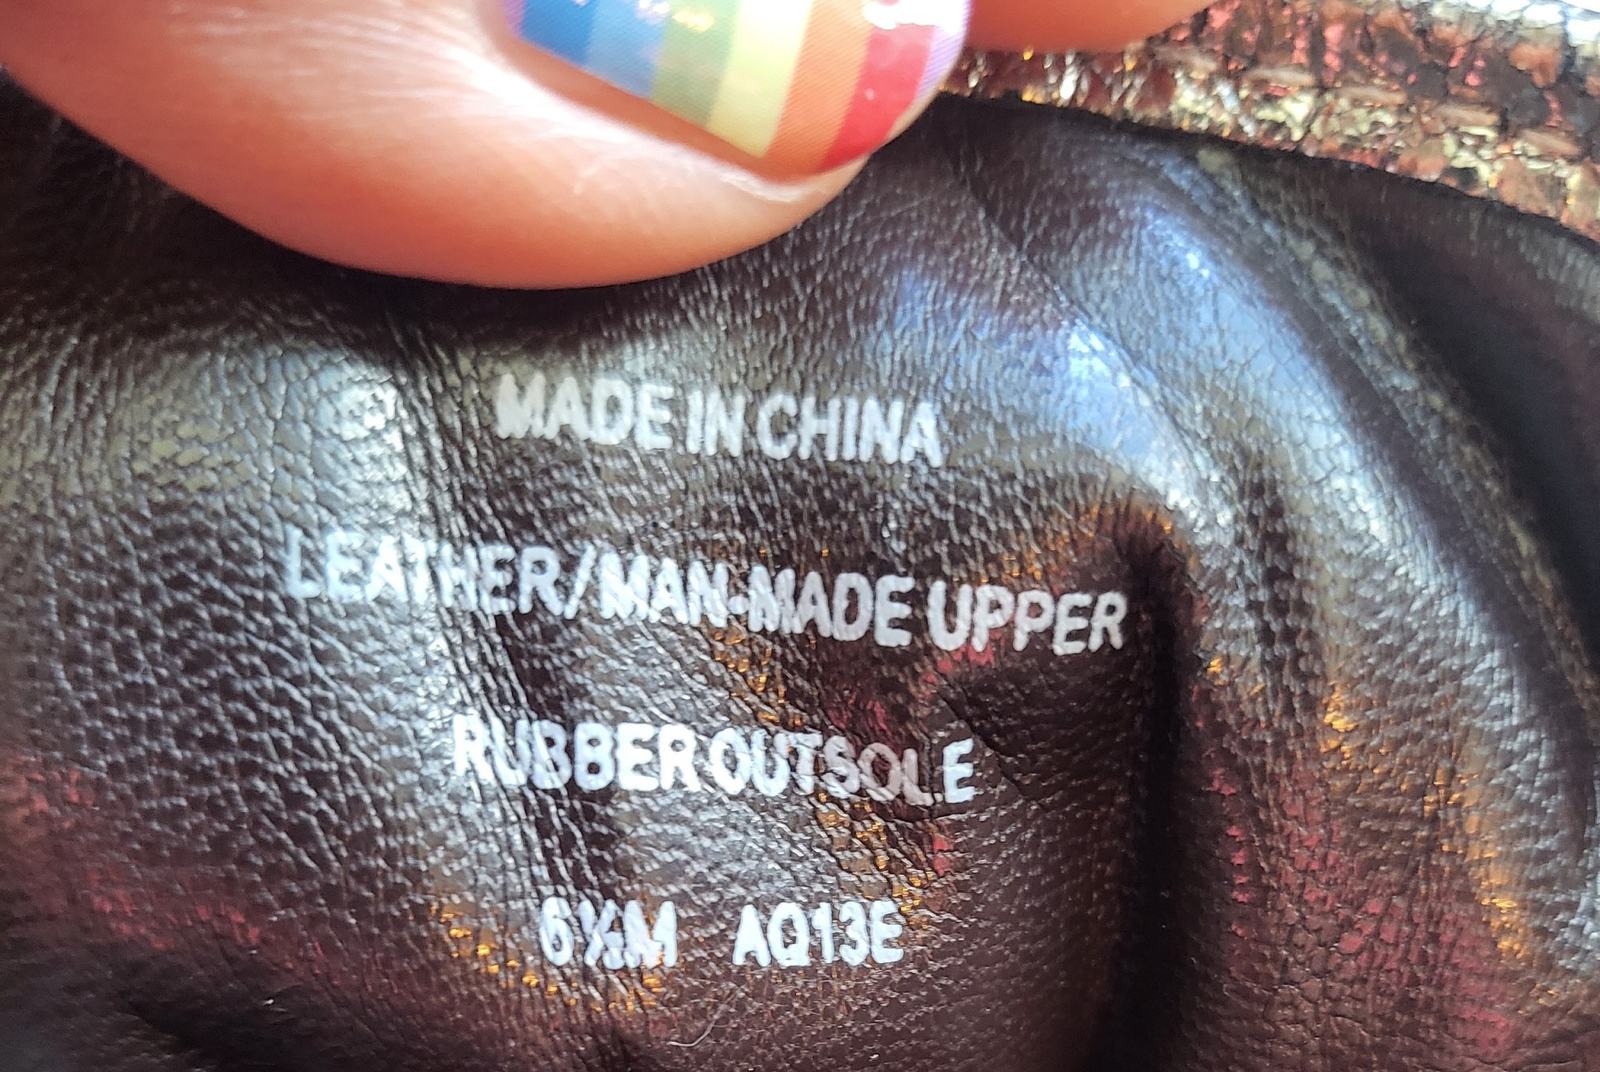 MADE IN CHINA
LEATHER/MAN-MADE UPPER
RUBBER OUTSOLE
6½M AQ13E